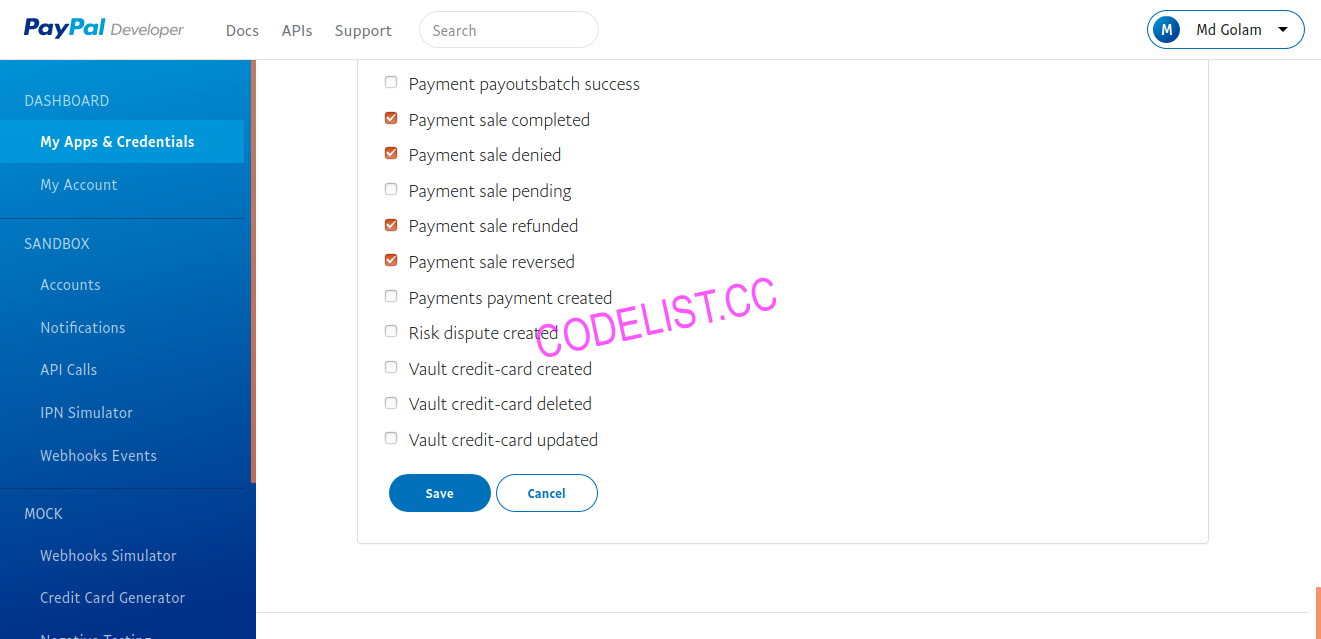 PayPal Developer
Docs
APIs
Support
Search
M
Md Golam
DASHBOARD
My Apps & Credentials
My Account
SANDBOX
Accounts
Notifications
API Calls
IPN Simulator
Webhooks Events
MOCK
Webhooks Simulator
Credit Card Generator
Negative Testing
Payment payoutsbatch success
Payment sale completed
Payment sale denied
Payment sale pending
Payment sale refunded
Payment sale reversed
Payments payment created
Risk dispute created
Vault credit-card created
Vault credit-card deleted
Vault credit-card updated
Save
Cancel
CODELIST.CC